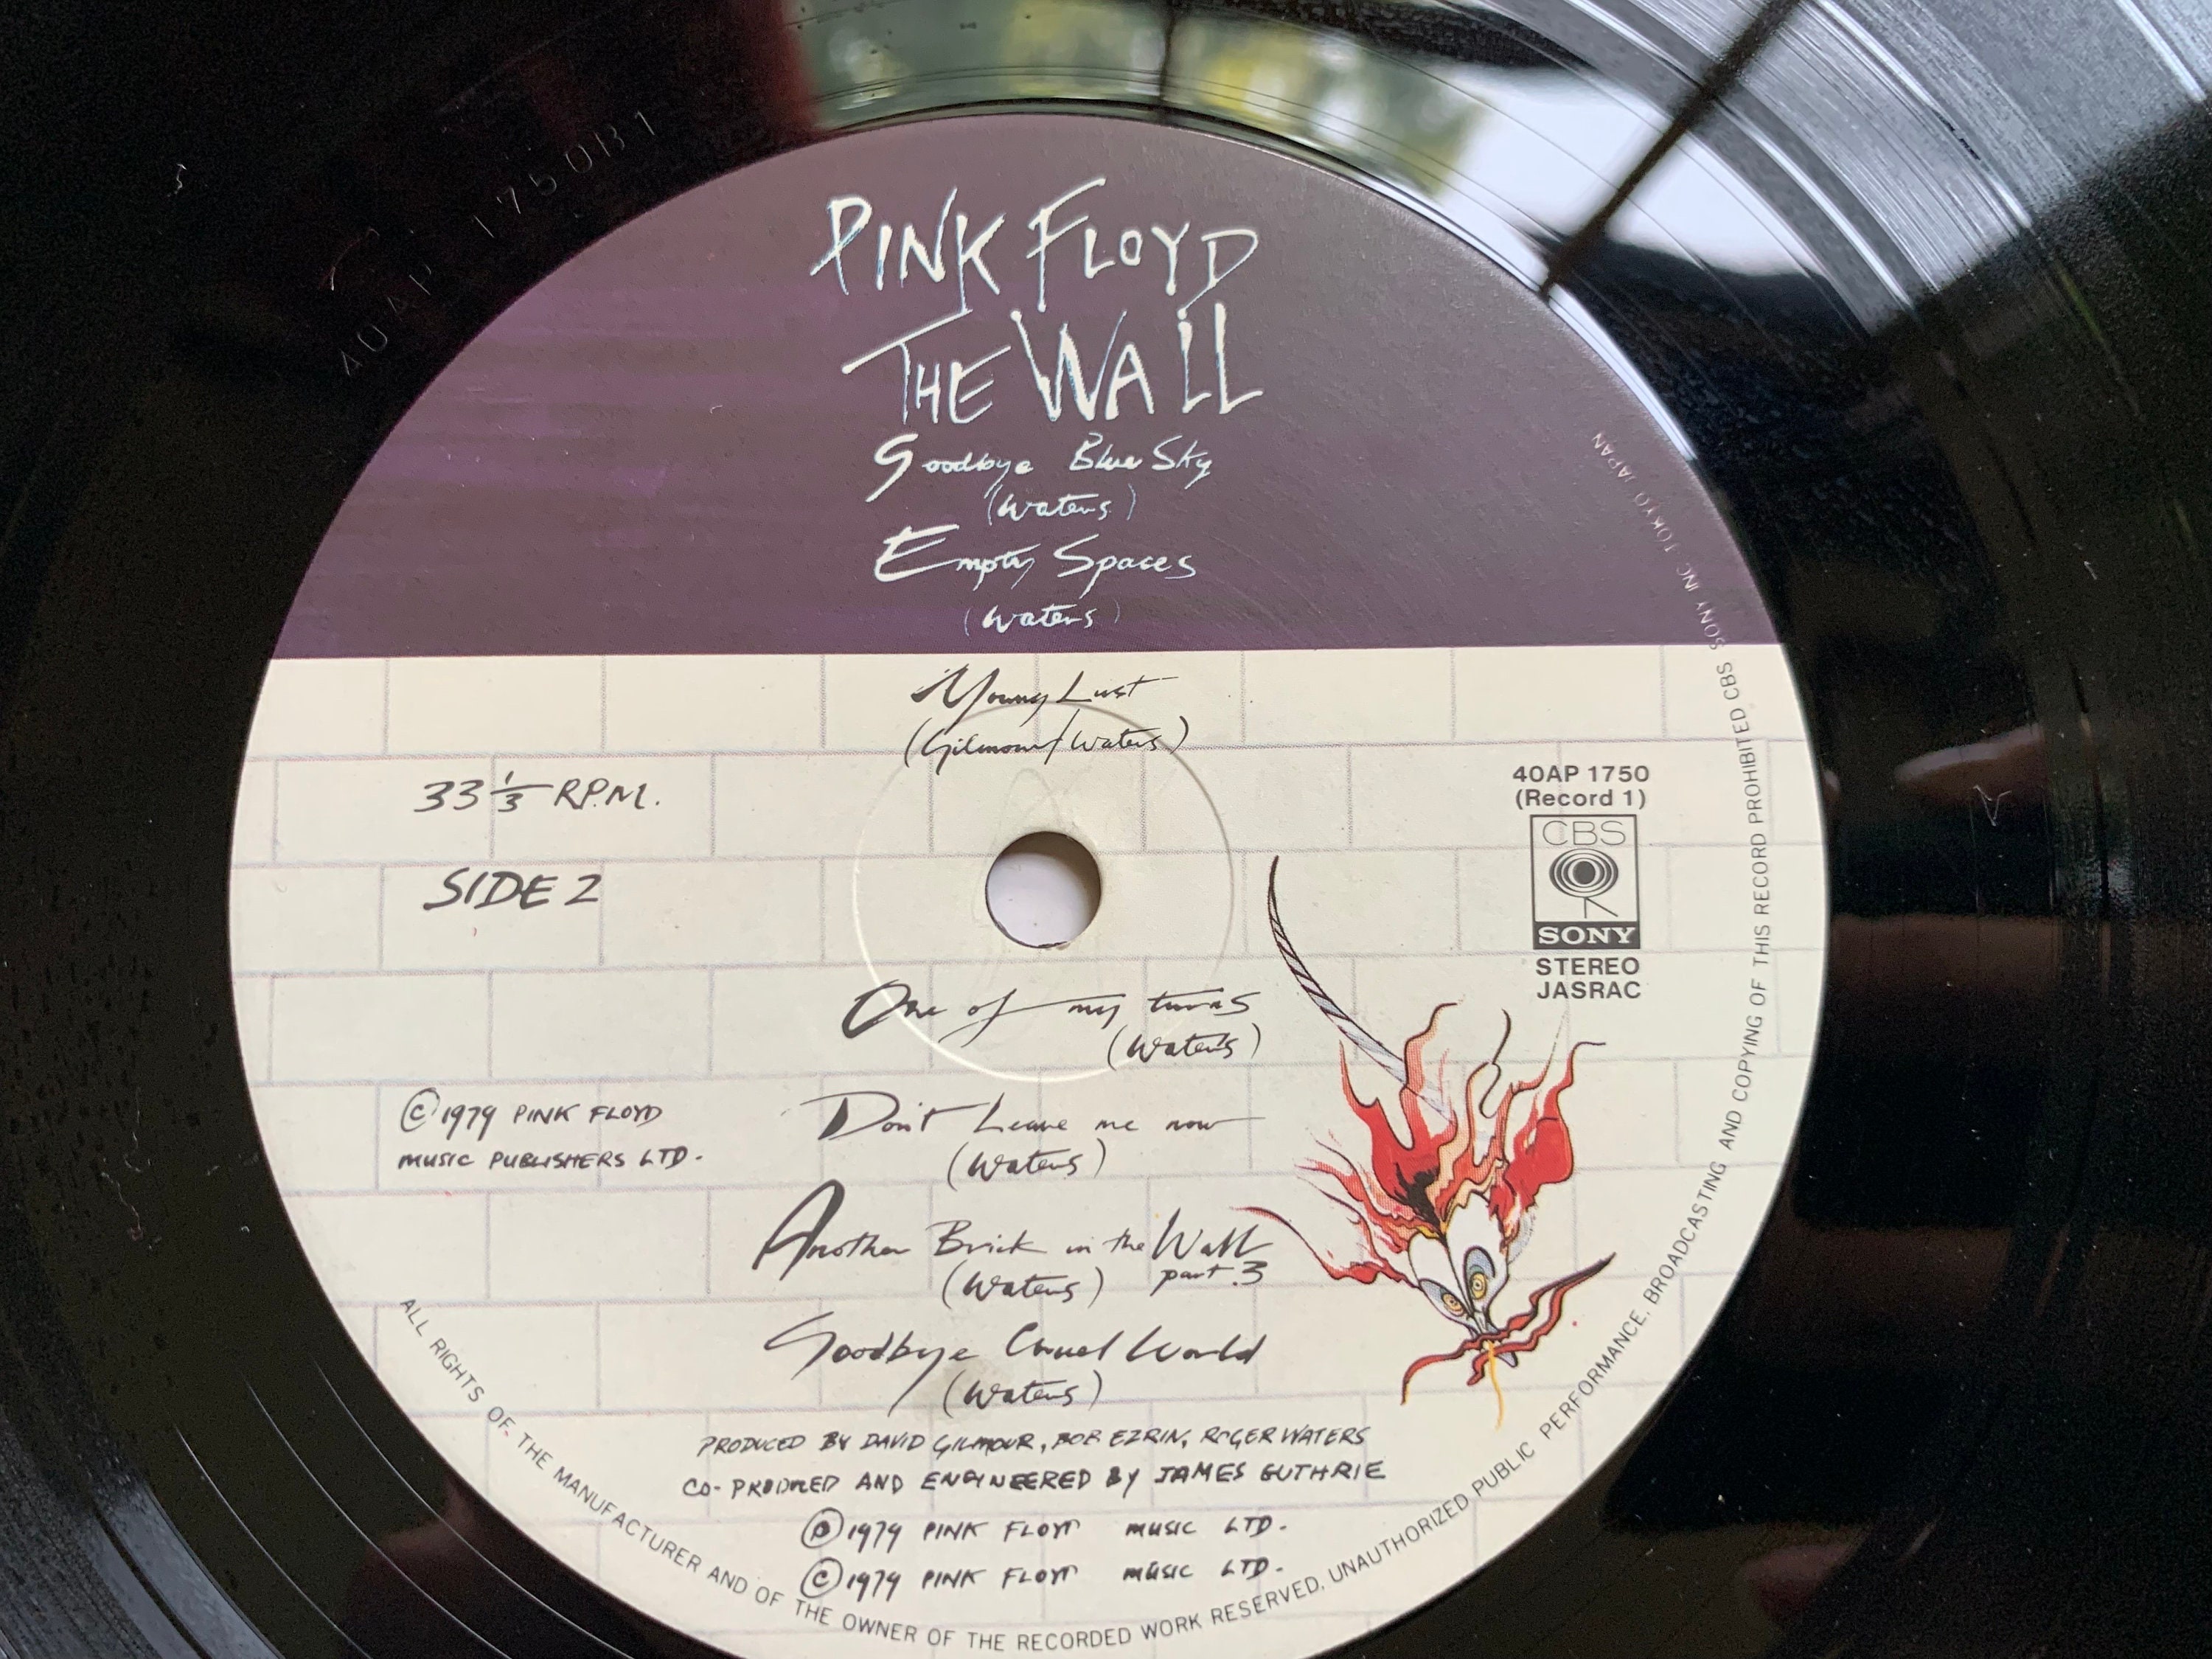 40AP 1750B1
PINK FLOYD
THE WALL
Goodbye Blue Sky
(Waters)
Empty Spaces
(Waters)
Young Lust
(Gilmour/Waters)
33 1/3 R.P.M.
SIDE 2
40AP 1750
(Record 1)
CBS
SONY
STEREO
JASRAC
One of my turns
(Waters)
Don't Leave me now
(Waters)
Another Brick in the Wall
part.3
(Waters)
Goodbye Cruel World
(Waters)
©1979 PINK FLOYD
MUSIC PUBLISHERS LTD.
PRODUCED BY DAVID GILMOUR, BOB EZRIN, ROGER WATERS
CO-PRODUCED AND ENGINEERED BY JAMES GUTHRIE
℗1979 PINK FLOYD MUSIC LTD.
©1979 PINK FLOYD MUSIC LTD.
ALL RIGHTS OF THE MANUFACTURER AND OF THE OWNER OF THE RECORDED WORK RESERVED. UNAUTHORIZED PUBLIC PERFORMANCE. BROADCASTING AND COPYING OF THIS RECORD PROHIBITED CBS SONY INC. TOKYO JAPAN